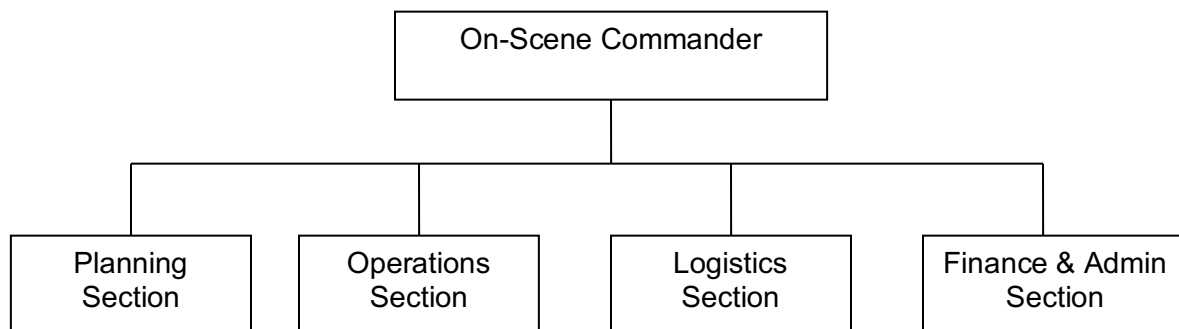 On-Scene Commander
Planning
Section
Operations
Section
Logistics
Section
Finance & Admin
Section